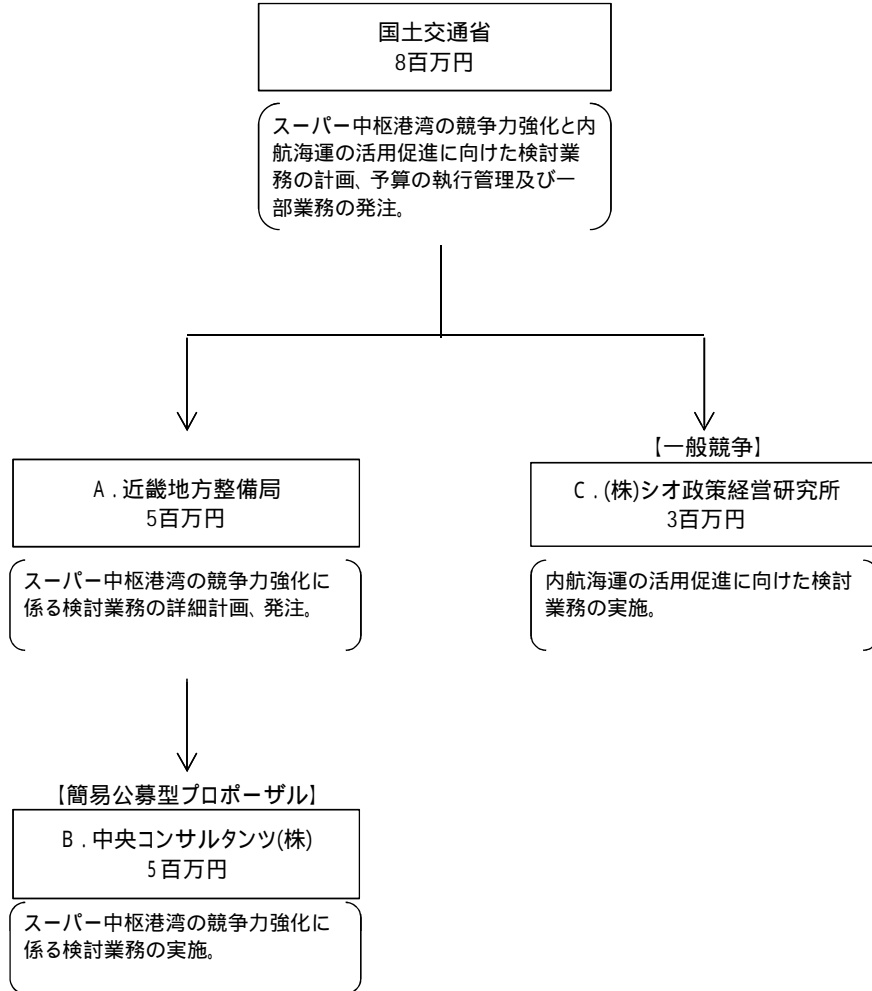 国土交通省
8百万円
スーパー中枢港湾の競争力強化と内
航海運の活用促進に向けた検討業
務の計画、予算の執行管理及び一
部業務の発注。
A．近畿地方整備局
5百万円
スーパー中枢港湾の競争力強化に
係る検討業務の詳細計画、発注。
【一般競争】
C．(株)シオ政策経営研究所
3百万円
内航海運の活用促進に向けた検討
業務の実施。
【簡易公募型プロポーザル】
B．中央コンサルタンツ(株)
5百万円
スーパー中枢港湾の競争力強化に
係る検討業務の実施。